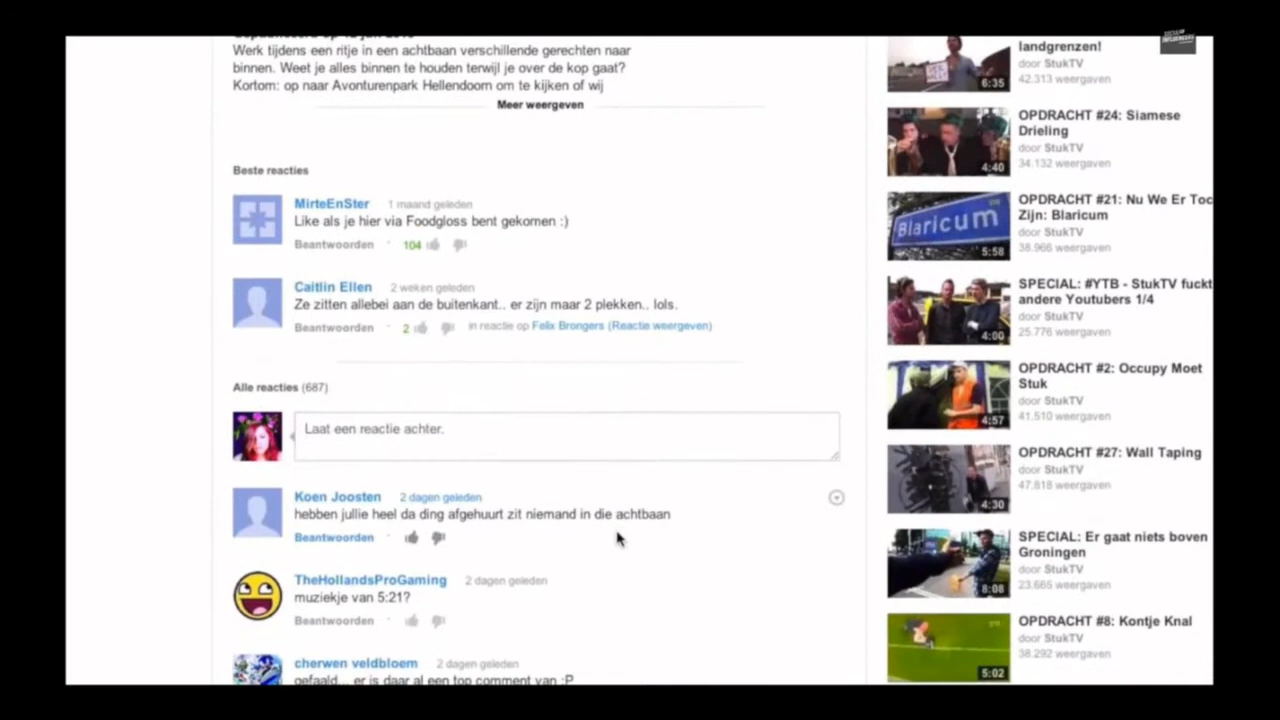 Werk tijdens een ritje in een achtbaan verschillende gerechten naar
binnen. Weet je alles binnen te houden terwijl je over de kop gaat?
Kortom: op naar Avonturenpark Hellendoorn om te kijken of wij
Meer weergeven
Beste reacties
MirteEnSter 1 maand geleden
Like als je hier via Foodgloss bent gekomen :)
Beantwoorden · 104
Caitlin Ellen 2 weken geleden
Ze zitten allebei aan de buitenkant.. er zijn maar 2 plekken.. lols.
Beantwoorden · 2 in reactie op Felix Brongers (Reactie weergeven)
Alle reacties (687)
Laat een reactie achter.
Koen Joosten 2 dagen geleden
hebben jullie heel da ding afgehuurt zit niemand in die achtbaan
Beantwoorden ·
TheHollandsProGaming 2 dagen geleden
muziekje van 5:21?
Beantwoorden ·
cherwen veldbloem 2 dagen geleden
gefaald... er is daar al een top comment van :P
SOCIAL
INFLUENCERS
landgrenzen!
door StukTV
42.313 weergaven
6:35
OPDRACHT #24: Siamese
Drieling
door StukTV
34.132 weergaven
4:40
OPDRACHT #21: Nu We Er Toc
Zijn: Blaricum
door StukTV
38.966 weergaven
Blaricum
5:58
SPECIAL: #YTB - StukTV fuckt
andere Youtubers 1/4
door StukTV
25.776 weergaven
4:00
OPDRACHT #2: Occupy Moet
Stuk
door StukTV
41.510 weergaven
4:57
OPDRACHT #27: Wall Taping
door StukTV
47.818 weergaven
4:30
SPECIAL: Er gaat niets boven
Groningen
door StukTV
23.665 weergaven
8:08
OPDRACHT #8: Kontje Knal
door StukTV
38.292 weergaven
5:02